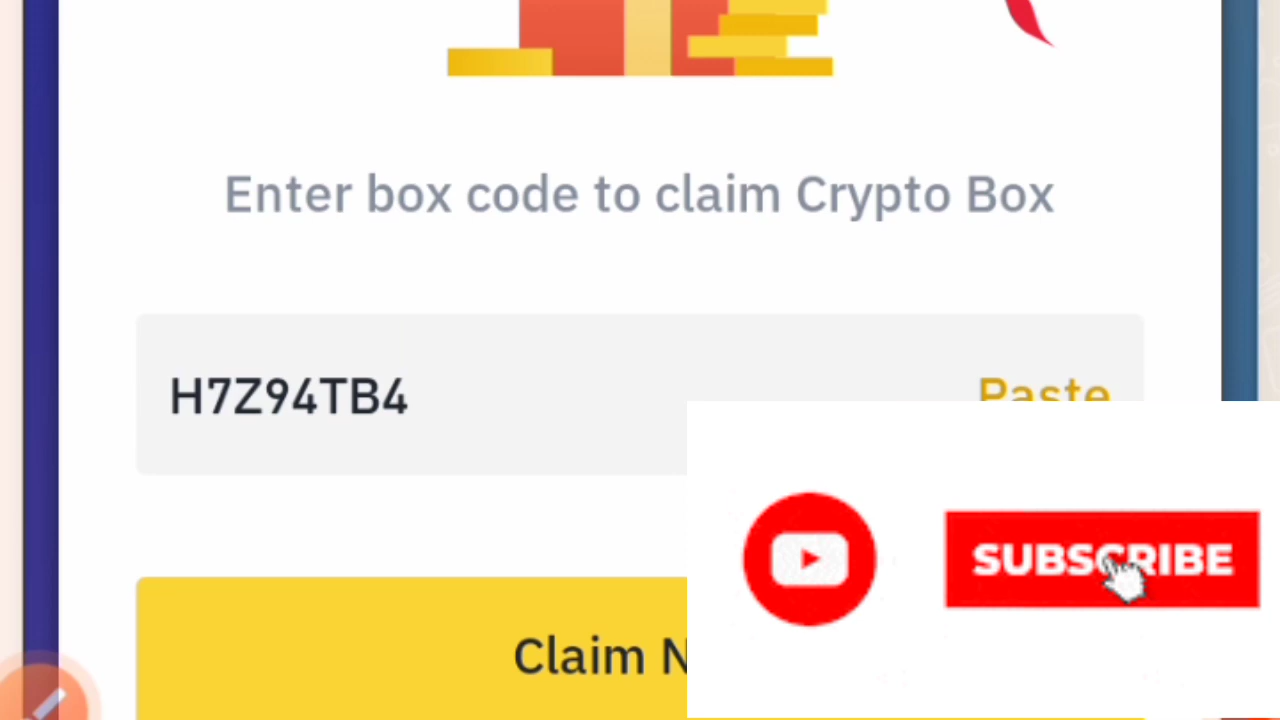 Enter box code to claim Crypto Box
H7Z94TB4
Paste
Claim N
SUBSCRIBE